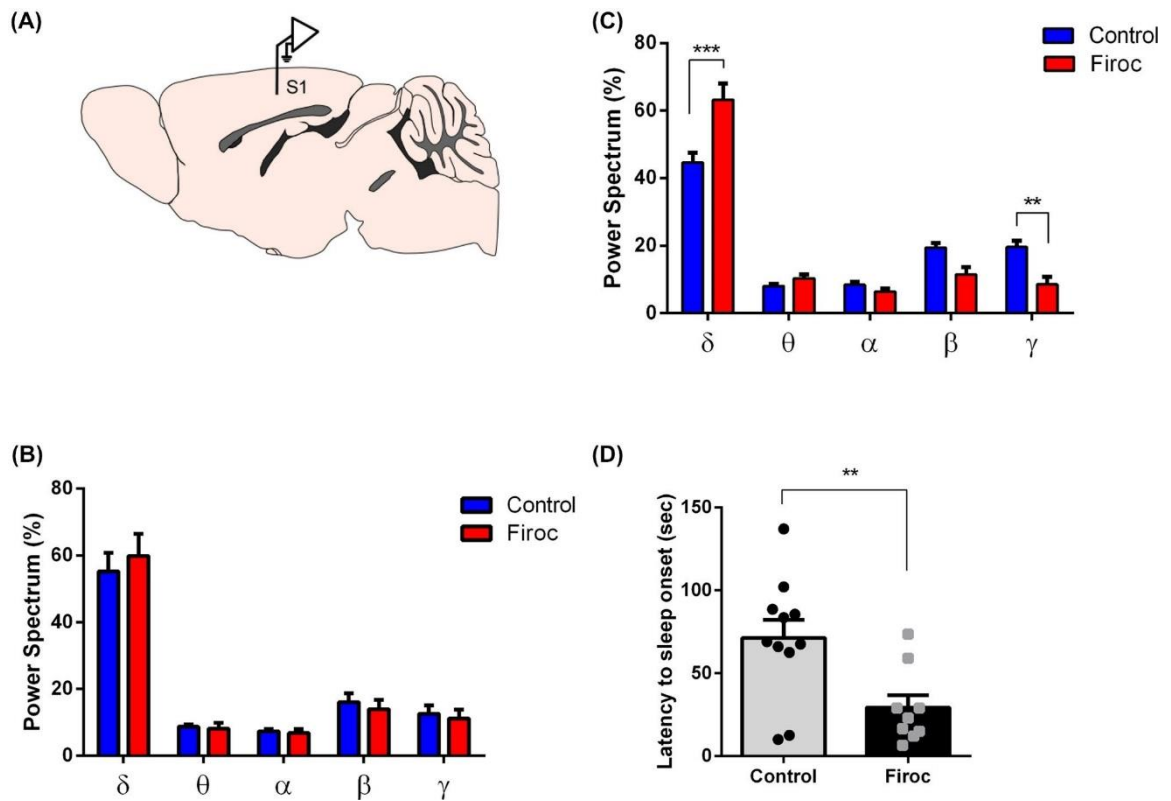 (A)
S1
(C)
Power Spectrum (%)
80
60
40
20
0
***
**
Control
Firoc
δ θ α β γ
(B)
Power Spectrum (%)
80
60
40
20
0
Control
Firoc
δ θ α β γ
(D)
Latency to sleep onset (sec)
150
100
50
0
**
Control Firoc